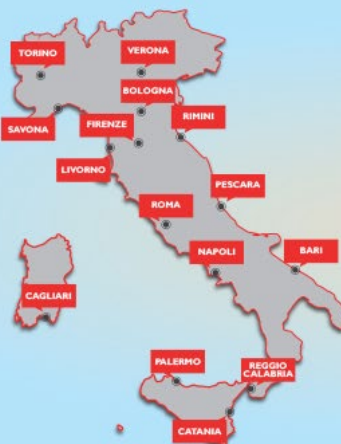 TORINO
VERONA
BOLOGNA
SAVONA
FIRENZE
RIMINI
LIVORNO
PESCARA
ROMA
NAPOLI
BARI
CAGLIARI
PALERMO
REGGIO
CALABRIA
CATANIA